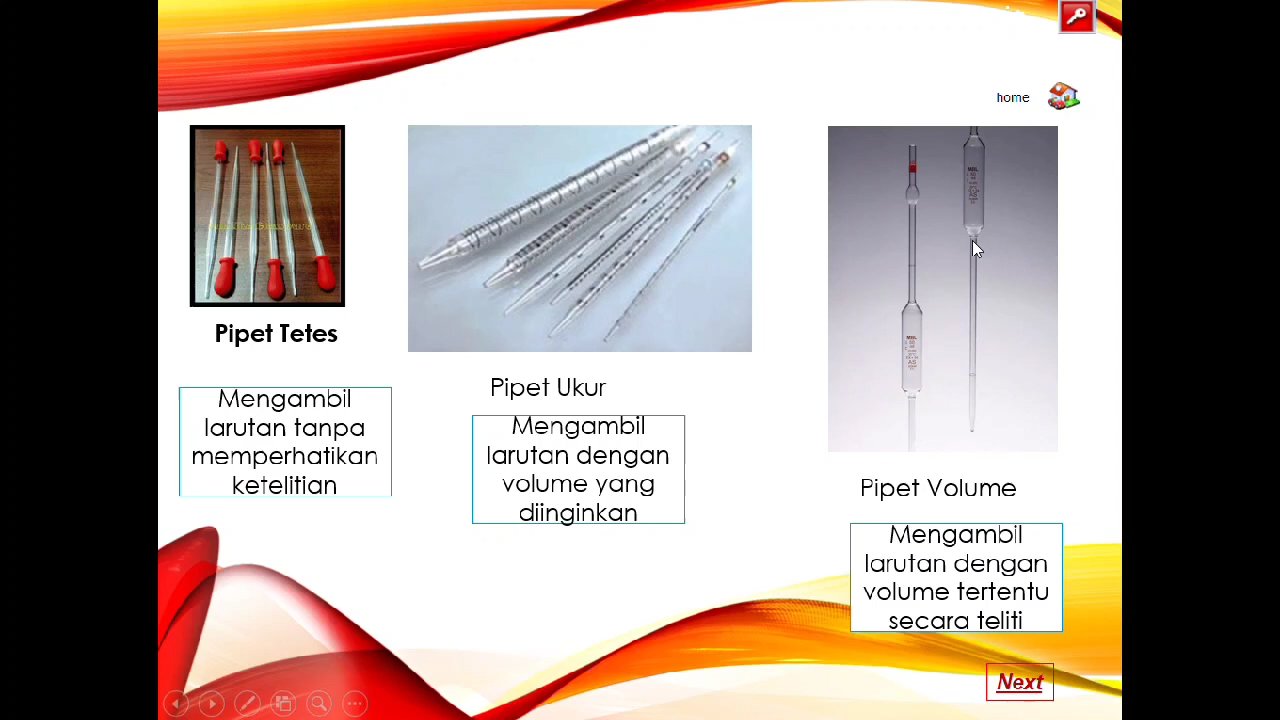 home
Pipet Tetes
Mengambil
larutan tanpa
memperhatikan
ketelitian
Pipet Ukur
Mengambil
larutan dengan
volume yang
diinginkan
Pipet Volume
Mengambil
larutan dengan
volume tertentu
secara teliti
Next